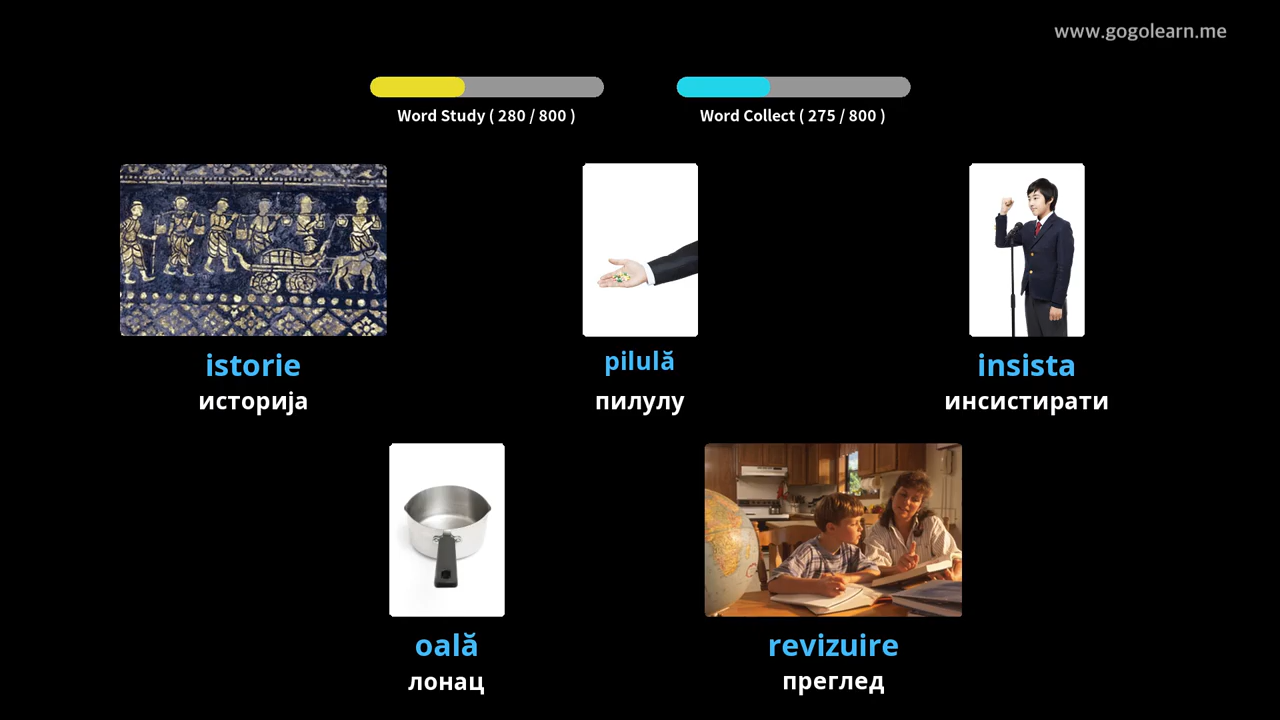 www.gogolearn.me
Word Study ( 280 / 800 )
Word Collect ( 275 / 800 )
istorie
историја
pilulă
пилулу
insista
инсистирати
oală
лонац
revizuire
преглед